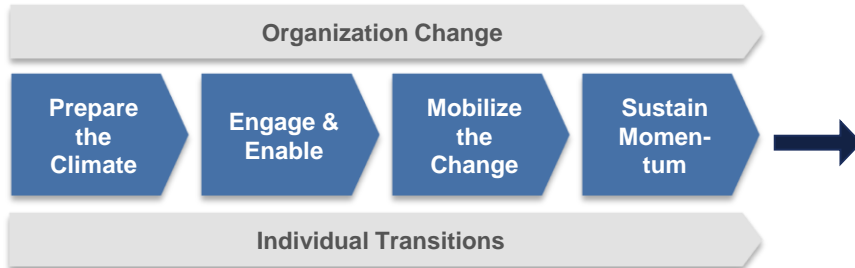 Organization Change
Prepare
the
Climate
Engage &
Enable
Mobilize
the
Change
Sustain
Momen-
tum
Individual Transitions